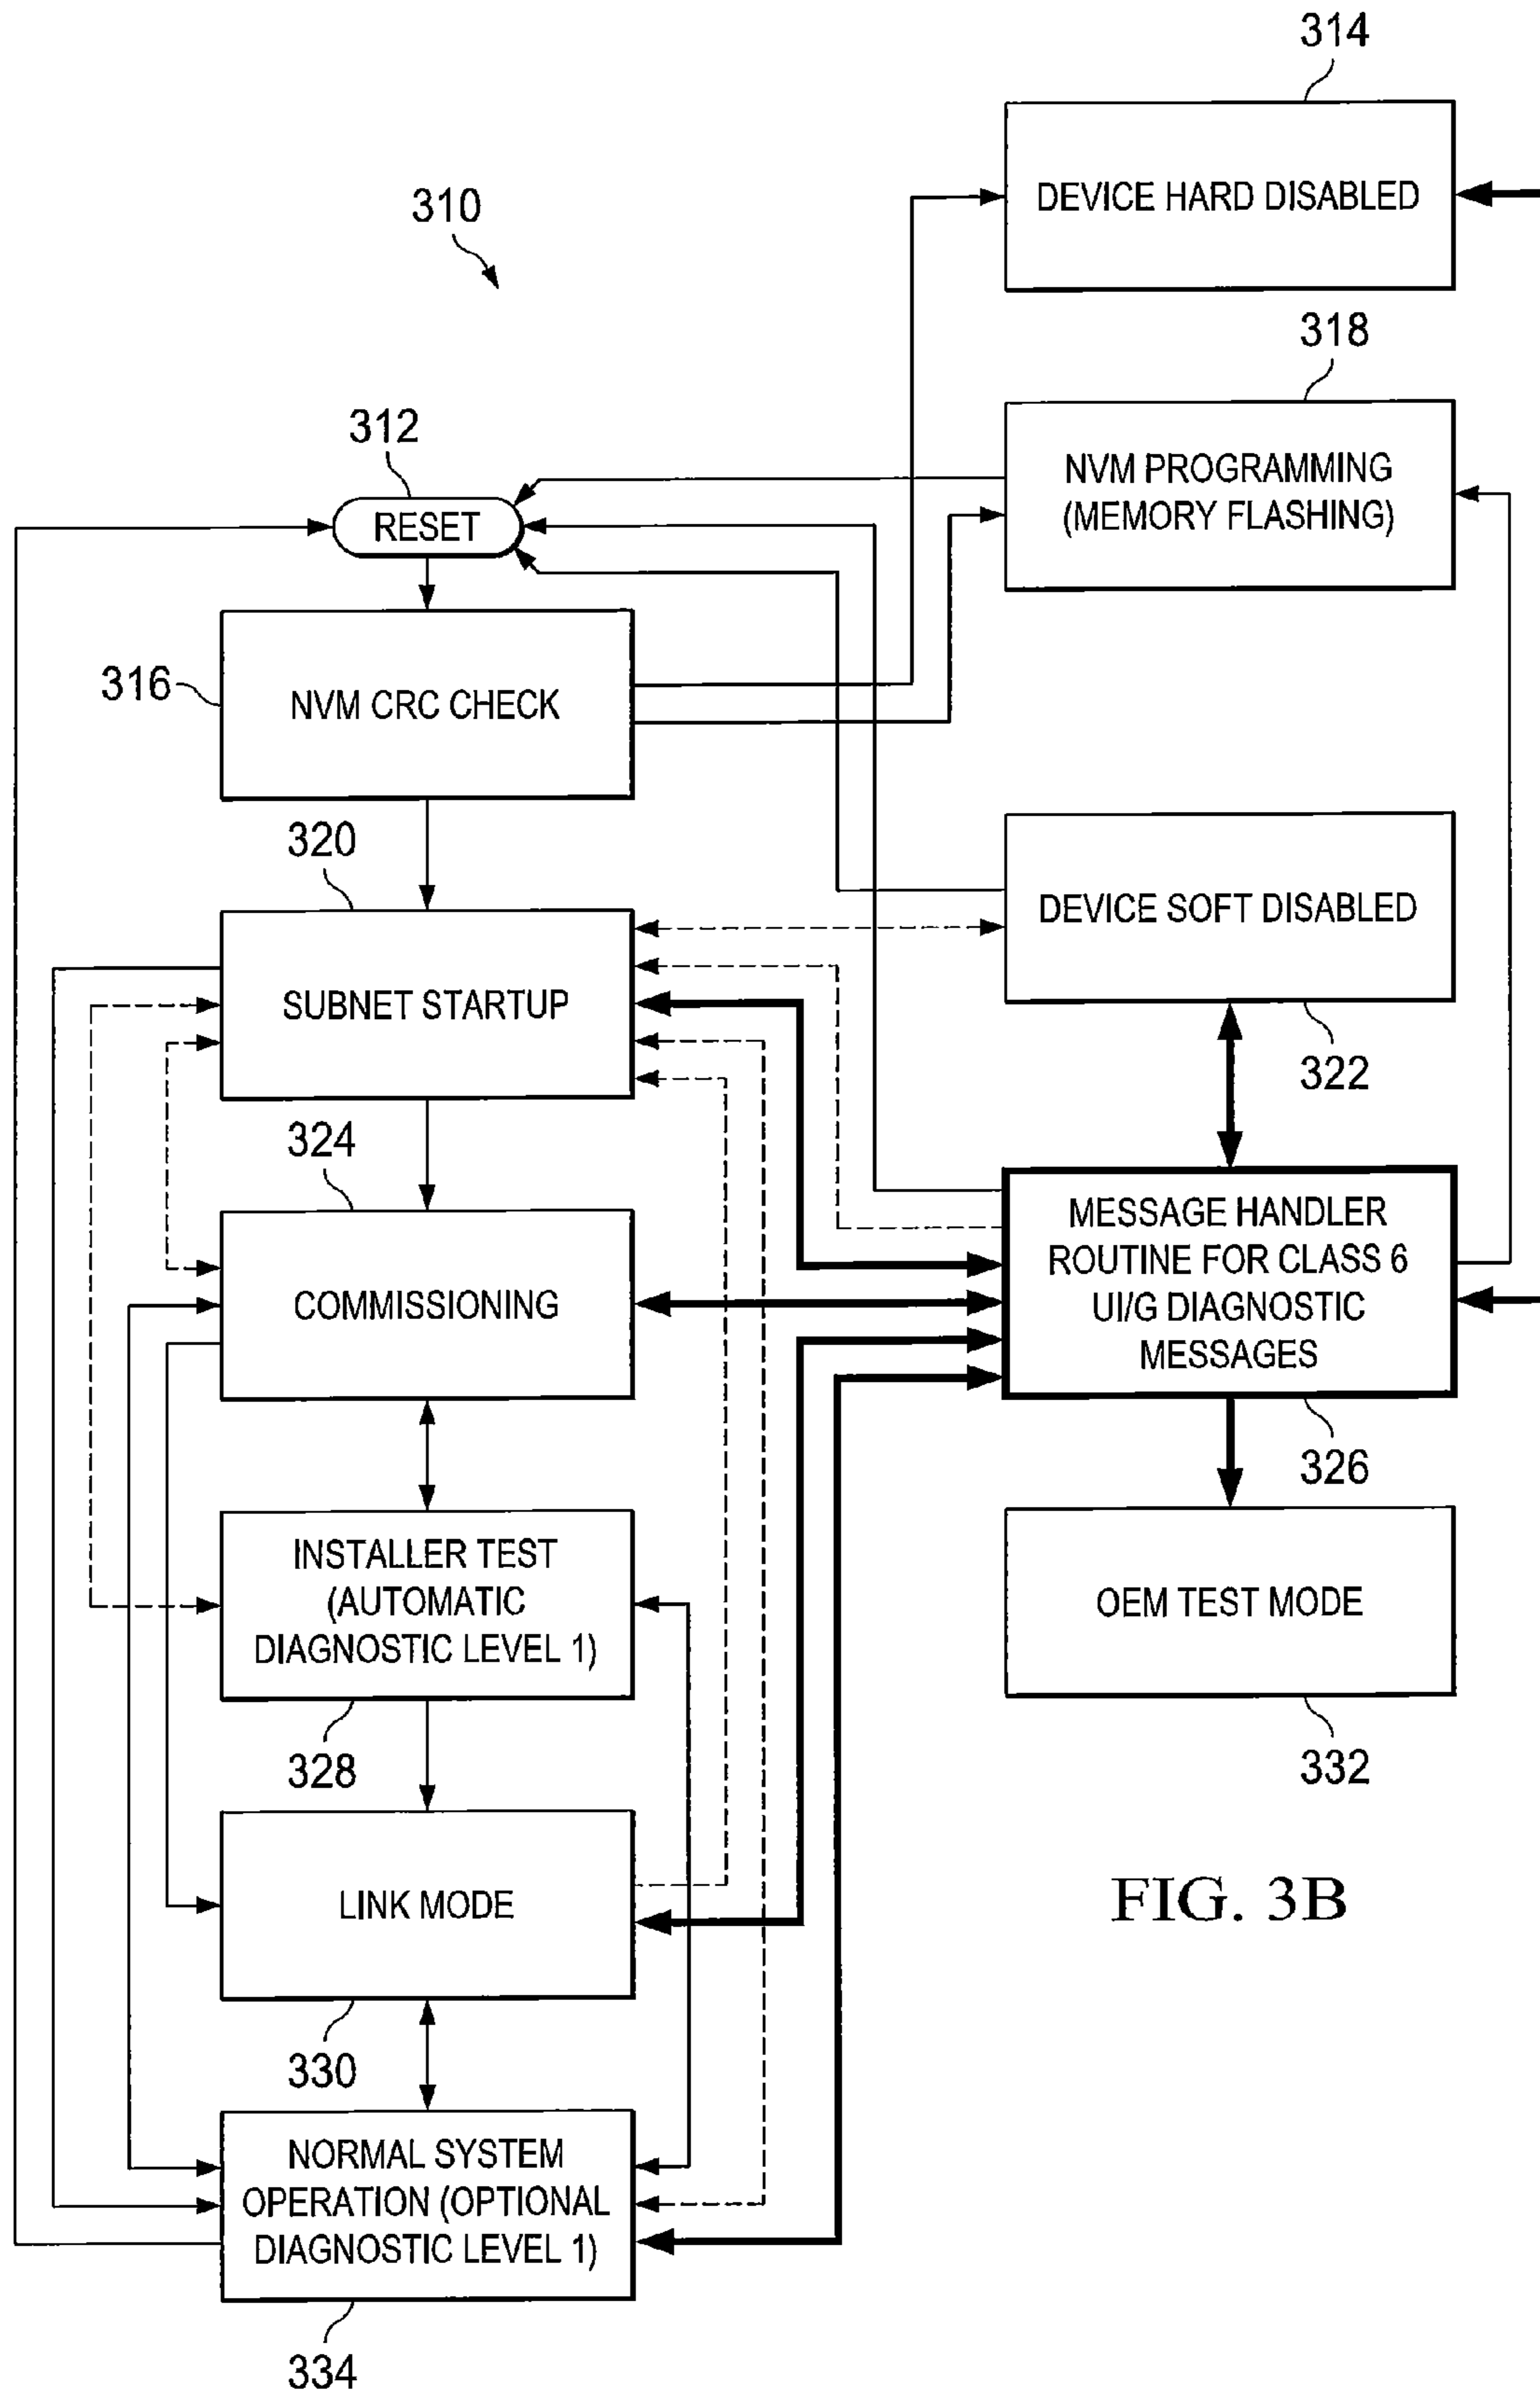 314
DEVICE HARD DISABLED
310
318
NVM PROGRAMMING
(MEMORY FLASHING)
312
RESET
316
NVM CRC CHECK
320
SUBNET STARTUP
DEVICE SOFT DISABLED
322
324
COMMISSIONING
MESSAGE HANDLER
ROUTINE FOR CLASS 6
UI/G DIAGNOSTIC
MESSAGES
326
INSTALLER TEST
(AUTOMATIC
DIAGNOSTIC LEVEL 1)
328
OEM TEST MODE
332
LINK MODE
330
FIG. 3B
NORMAL SYSTEM
OPERATION (OPTIONAL
DIAGNOSTIC LEVEL 1)
334